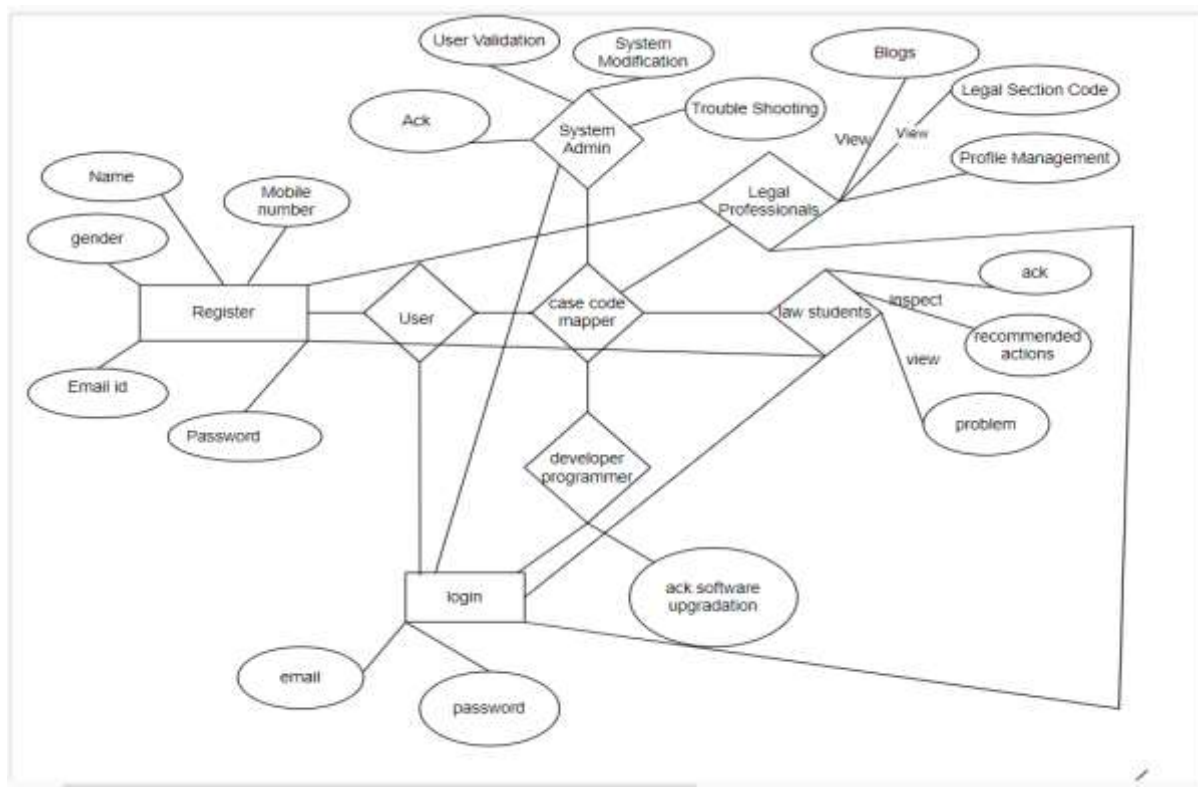 User Validation
System
Modification
Blogs
Legal Section Code
Ack
System
Admin
Trouble Shooting
View
View
Name
Mobile
number
Legal
Professionals
Profile Management
gender
Register
User
case code
mapper
law students
ack
Inspect
recommended
actions
view
Email id
Password
problem
developer
programmer
login
ack software
upgradation
email
password